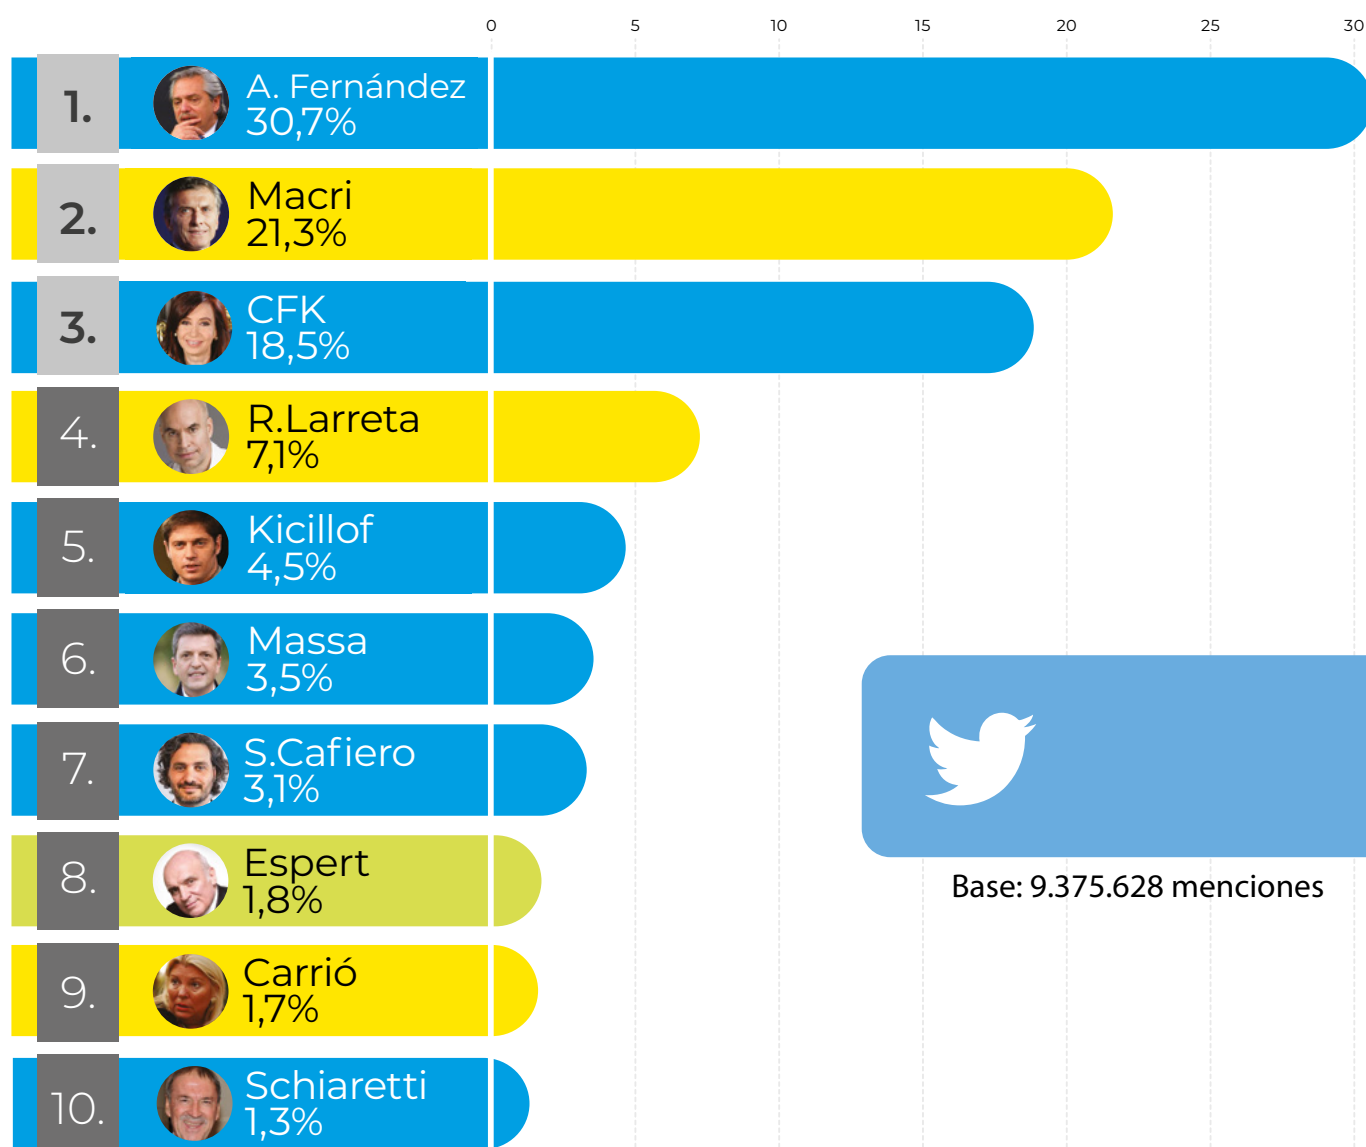 0 5 10 15 20 25 30
1.
A. Fernández
30,7%
2.
Macri
21,3%
3.
CFK
18,5%
4.
R.Larreta
7,1%
5.
Kicillof
4,5%
6.
Massa
3,5%
7.
S.Cafiero
3,1%
8.
Espert
1,8%
Base: 9.375.628 menciones
9.
Carrió
1,7%
10.
Schiaretti
1,3%